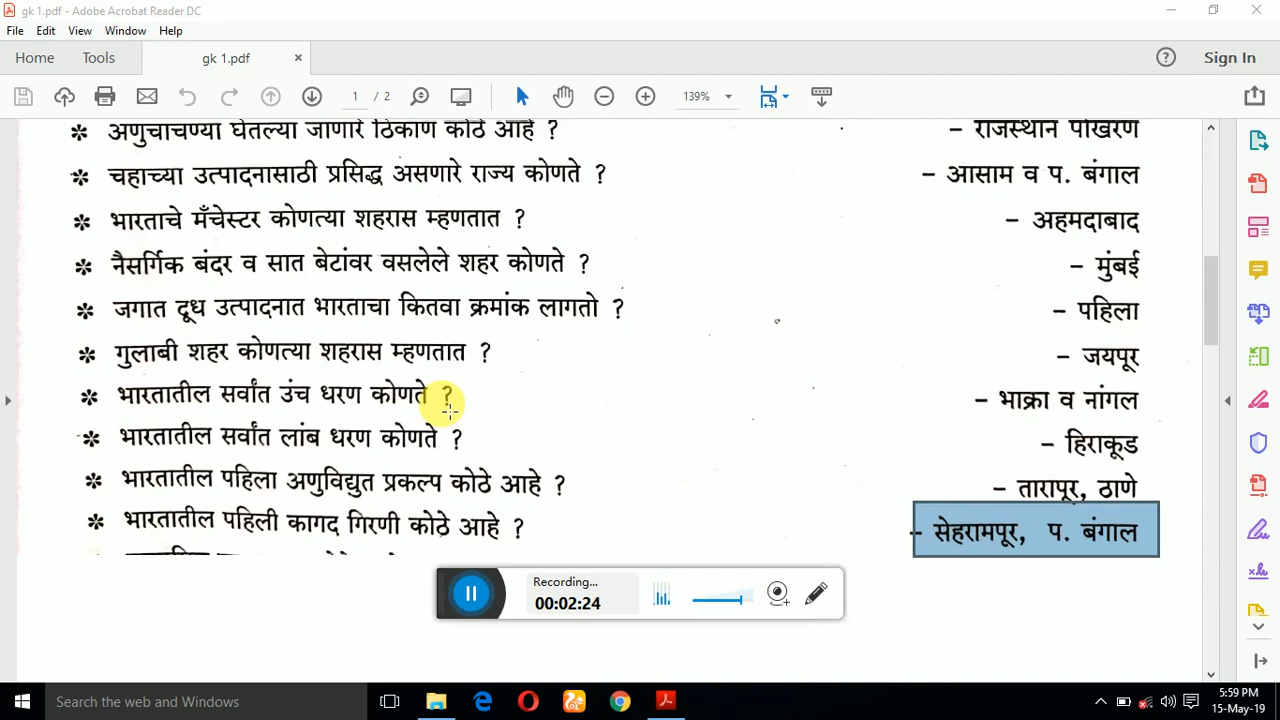 gk 1.pdf - Adobe Acrobat Reader DC
File Edit View Window Help
Home Tools gk 1.pdf × ? Sign In
1 / 2 139%
* अणुचाचण्या घेतल्या जाणारे ठिकाण कोठे आहे ? – राजस्थान पोखरण
* चहाच्या उत्पादनासाठी प्रसिद्ध असणारे राज्य कोणते ? – आसाम व प. बंगाल
* भारताचे मँचेस्टर कोणत्या शहरास म्हणतात ? – अहमदाबाद
* नैसर्गिक बंदर व सात बेटांवर वसलेले शहर कोणते ? – मुंबई
* जगात दूध उत्पादनात भारताचा कितवा क्रमांक लागतो ? – पहिला
* गुलाबी शहर कोणत्या शहरास म्हणतात ? – जयपूर
* भारतातील सर्वांत उंच धरण कोणते ? – भाक्रा व नांगल
* भारतातील सर्वांत लांब धरण कोणते ? – हिराकूड
* भारतातील पहिला अणुविद्युत प्रकल्प कोठे आहे ? – तारापूर, ठाणे
* भारतातील पहिली कागद गिरणी कोठे आहे ? – सेहरामपूर, प. बंगाल
Recording...
00:02:24
Search the web and Windows
5:59 PM
15-May-19